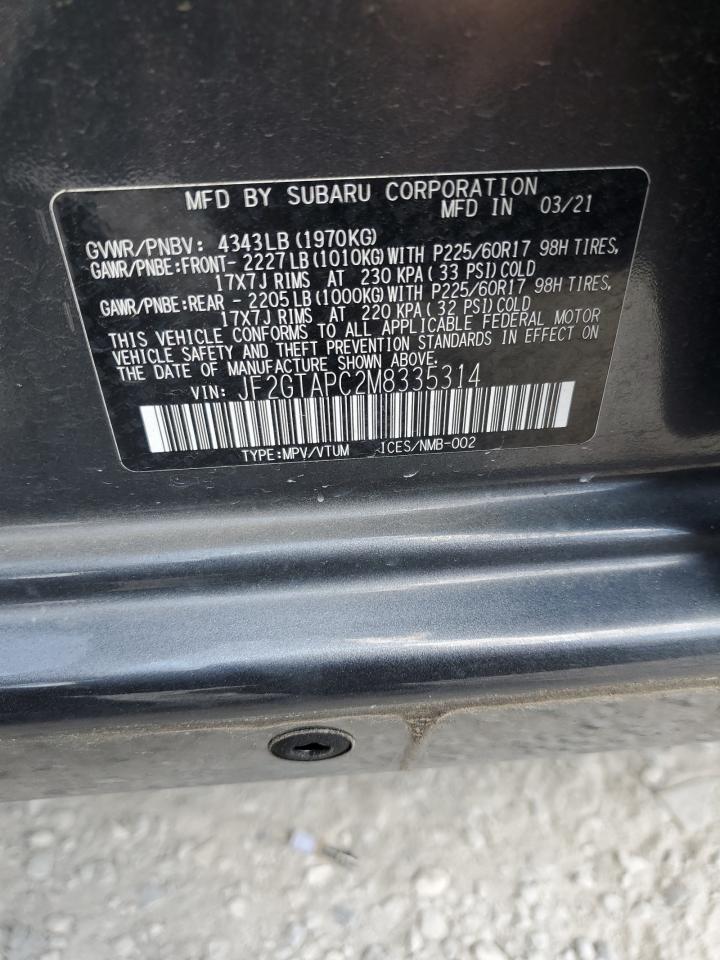 MFD BY SUBARU CORPORATION
MFD IN 03/21
GVWR/PNBV: 4343LB(1970KG)
GAWR/PNBE:FRONT- 2227LB(1010KG)WITH P225/60R17 98H TIRES,
17X7J RIMS AT 230 KPA(33 PSI)COLD
GAWR/PNBE:REAR - 2205LB(1000KG)WITH P225/60R17 98H TIRES,
17X7J RIMS AT 220 KPA(32 PSI)COLD
THIS VEHICLE CONFORMS TO ALL APPLICABLE FEDERAL MOTOR
VEHICLE SAFETY AND THEFT PREVENTION STANDARDS IN EFFECT ON
THE DATE OF MANUFACTURE SHOWN ABOVE.
VIN: JF2GTAPC2M8335314
TYPE:MPV/VTUM ICES/NMB-002